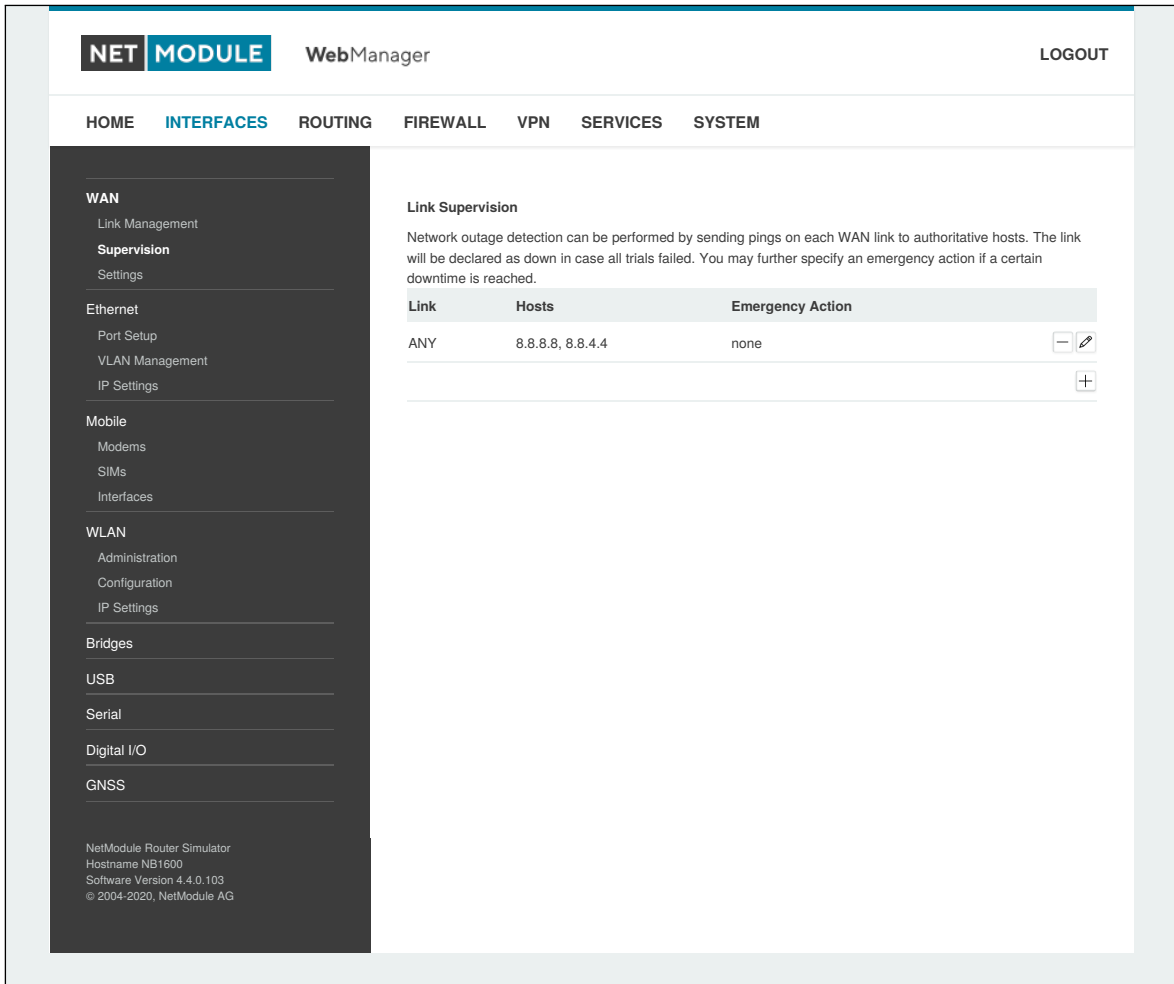 NET MODULE WebManager LOGOUT
HOME INTERFACES ROUTING FIREWALL VPN SERVICES SYSTEM
WAN
Link Management
Supervision
Settings
Ethernet
Port Setup
VLAN Management
IP Settings
Mobile
Modems
SIMs
Interfaces
WLAN
Administration
Configuration
IP Settings
Bridges
USB
Serial
Digital I/O
GNSS
NetModule Router Simulator
Hostname NB1600
Software Version 4.4.0.103
© 2004-2020, NetModule AG
Link Supervision
Network outage detection can be performed by sending pings on each WAN link to authoritative hosts. The link
will be declared as down in case all trials failed. You may further specify an emergency action if a certain
downtime is reached.
Link Hosts Emergency Action
ANY 8.8.8.8, 8.8.4.4 none